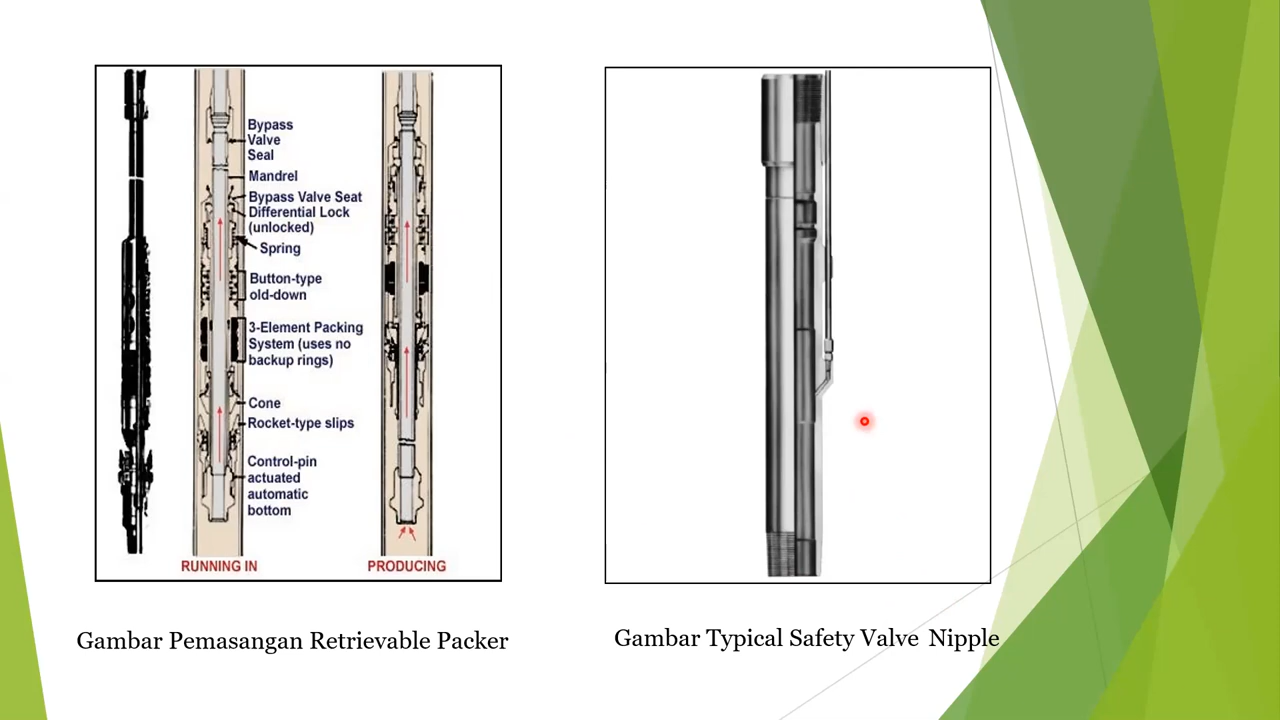 Bypass
Valve
Seal
Mandrel
Bypass Valve Seat
Differential Lock
(unlocked)
Spring
Button-type
old-down
3-Element Packing
System (uses no
backup rings)
Cone
Rocket-type slips
Control-pin
actuated
automatic
bottom
RUNNING IN
PRODUCING
Gambar Pemasangan Retrievable Packer
Gambar Typical Safety Valve Nipple